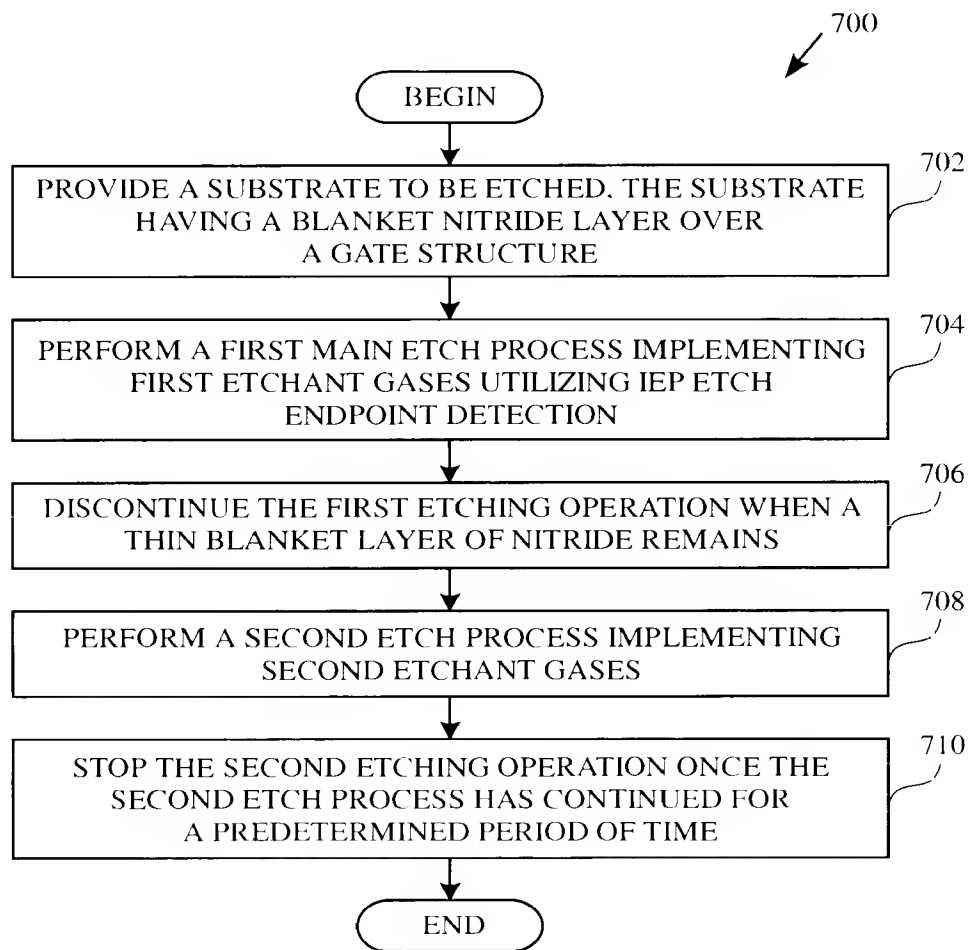 700
BEGIN
702
PROVIDE A SUBSTRATE TO BE ETCHED. THE SUBSTRATE
HAVING A BLANKET NITRIDE LAYER OVER
A GATE STRUCTURE
704
PERFORM A FIRST MAIN ETCH PROCESS IMPLEMENTING
FIRST ETCHANT GASES UTILIZING IEP ETCH
ENDPOINT DETECTION
706
DISCONTINUE THE FIRST ETCHING OPERATION WHEN A
THIN BLANKET LAYER OF NITRIDE REMAINS
708
PERFORM A SECOND ETCH PROCESS IMPLEMENTING
SECOND ETCHANT GASES
710
STOP THE SECOND ETCHING OPERATION ONCE THE
SECOND ETCH PROCESS HAS CONTINUED FOR
A PREDETERMINED PERIOD OF TIME
END